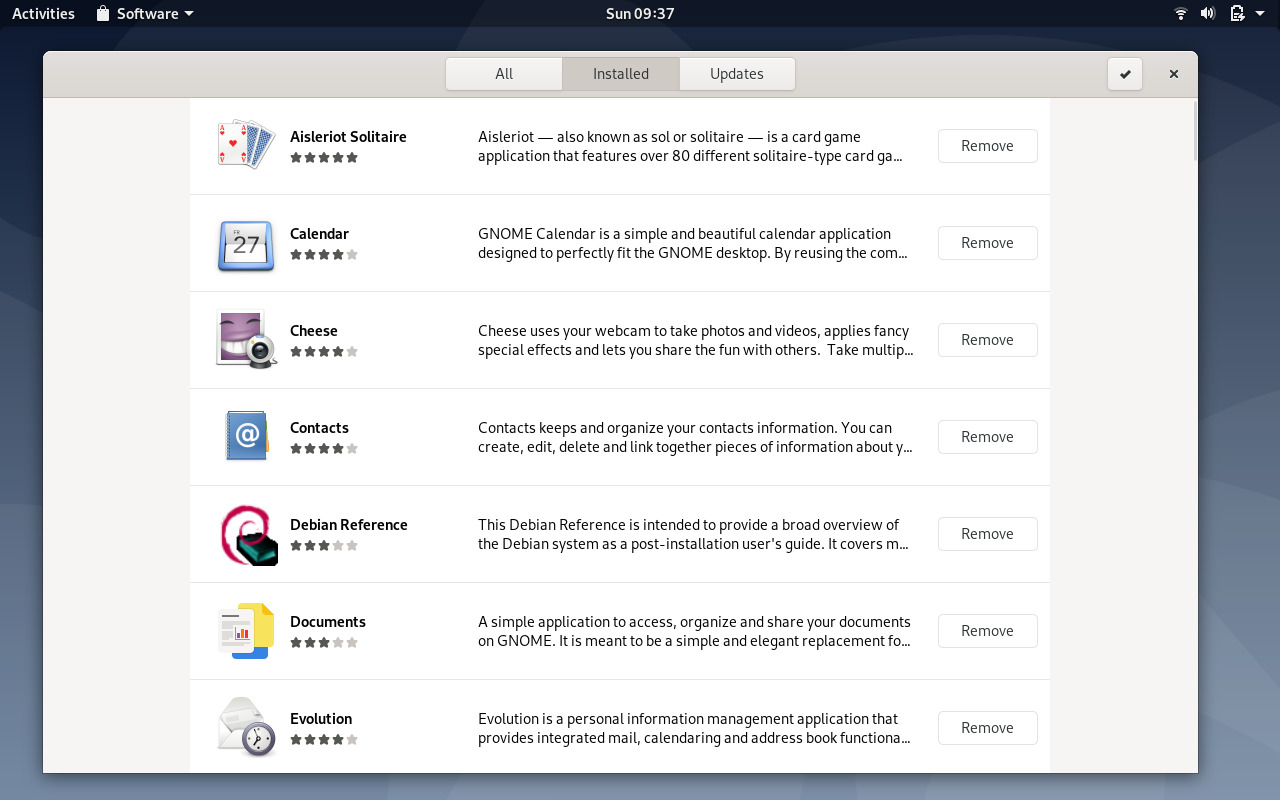 Activities Software Sun 09:37
All Installed Updates
Aisleriot Solitaire
Aisleriot — also known as sol or solitaire — is a card game
application that features over 80 different solitaire-type card ga…
Remove
FR
27
Calendar
GNOME Calendar is a simple and beautiful calendar application
designed to perfectly fit the GNOME desktop. By reusing the com…
Remove
Cheese
Cheese uses your webcam to take photos and videos, applies fancy
special effects and lets you share the fun with others.  Take multip…
Remove
@
Contacts
Contacts keeps and organize your contacts information. You can
create, edit, delete and link together pieces of information about y…
Remove
Debian Reference
This Debian Reference is intended to provide a broad overview of
the Debian system as a post-installation user's guide. It covers m…
Remove
Documents
A simple application to access, organize and share your documents
on GNOME. It is meant to be a simple and elegant replacement fo…
Remove
Evolution
Evolution is a personal information management application that
provides integrated mail, calendaring and address book functiona…
Remove